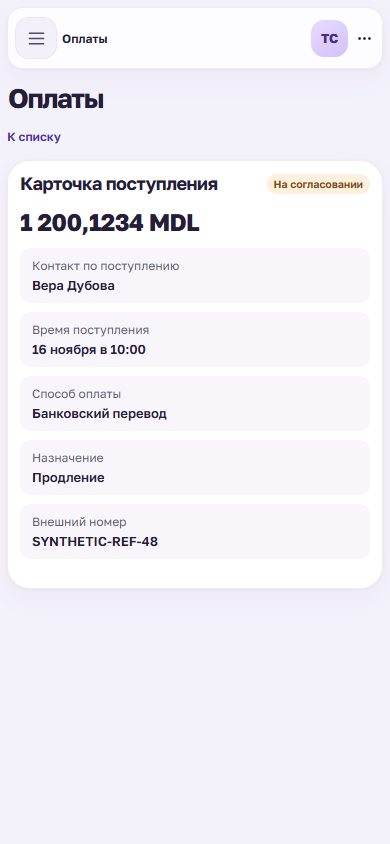 Оплаты
TC
Оплаты
К списку
Карточка поступления
На согласовании
1 200,1234 MDL
Контакт по поступлению
Вера Дубова
Время поступления
16 ноября в 10:00
Способ оплаты
Банковский перевод
Назначение
Продление
Внешний номер
SYNTHETIC-REF-48